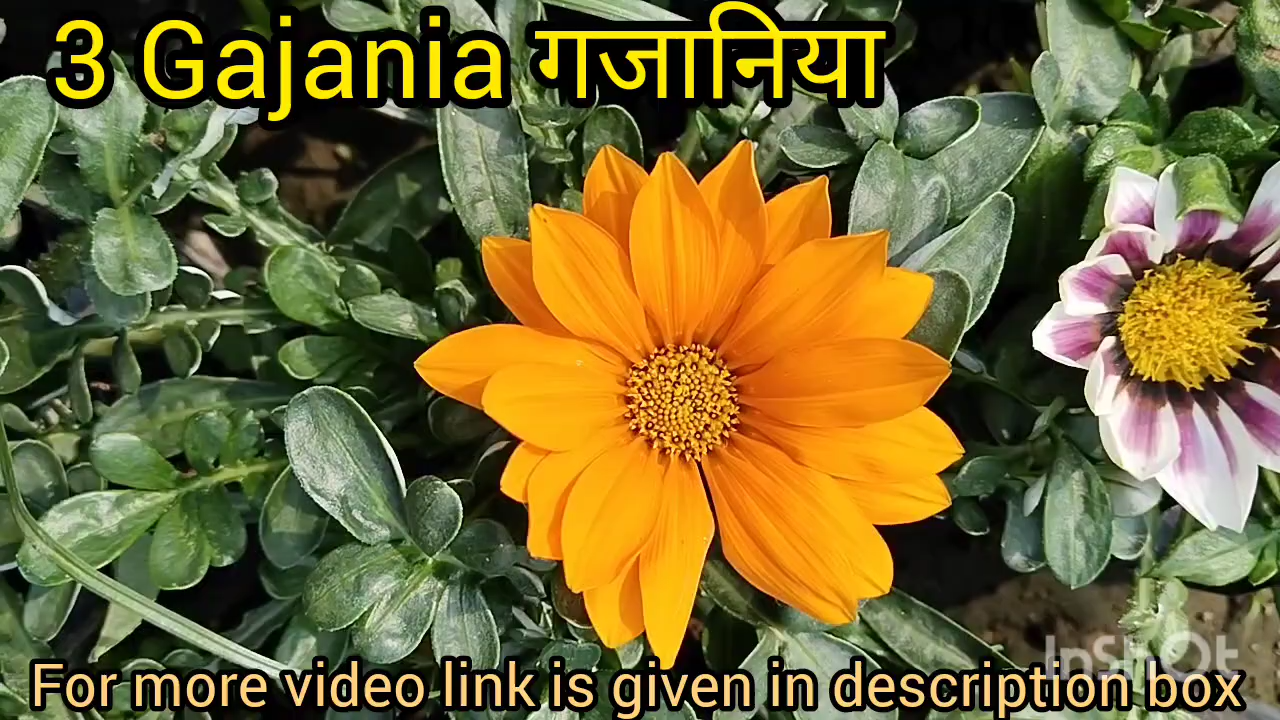 3 Gajania गजानिया
InShOt
For more video link is given in description box